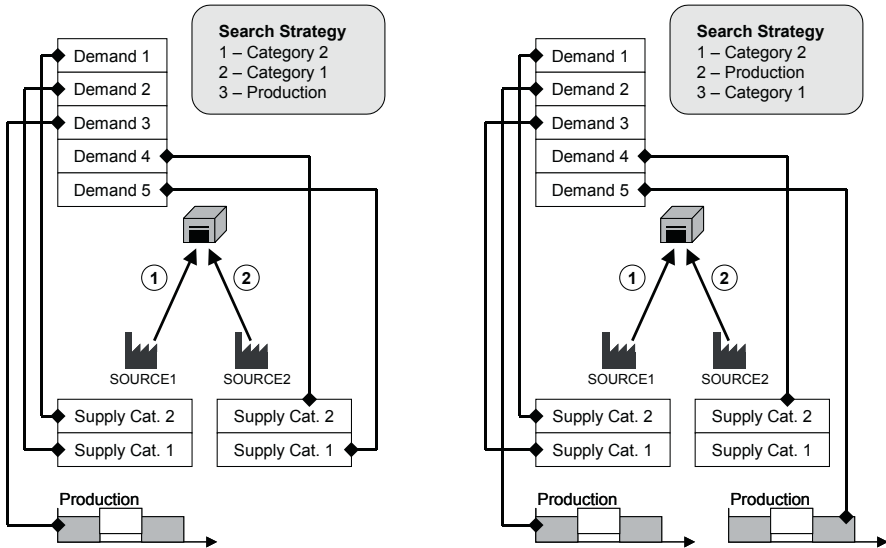 Search Strategy
1 – Category 2
2 – Category 1
3 – Production
Demand 1
Demand 2
Demand 3
Demand 4
Demand 5
1
2
SOURCE1
SOURCE2
Supply Cat. 2
Supply Cat. 1
Supply Cat. 2
Supply Cat. 1
Production
Search Strategy
1 – Category 2
2 – Production
3 – Category 1
Demand 1
Demand 2
Demand 3
Demand 4
Demand 5
1
2
SOURCE1
SOURCE2
Supply Cat. 2
Supply Cat. 1
Supply Cat. 2
Supply Cat. 1
Production
Production